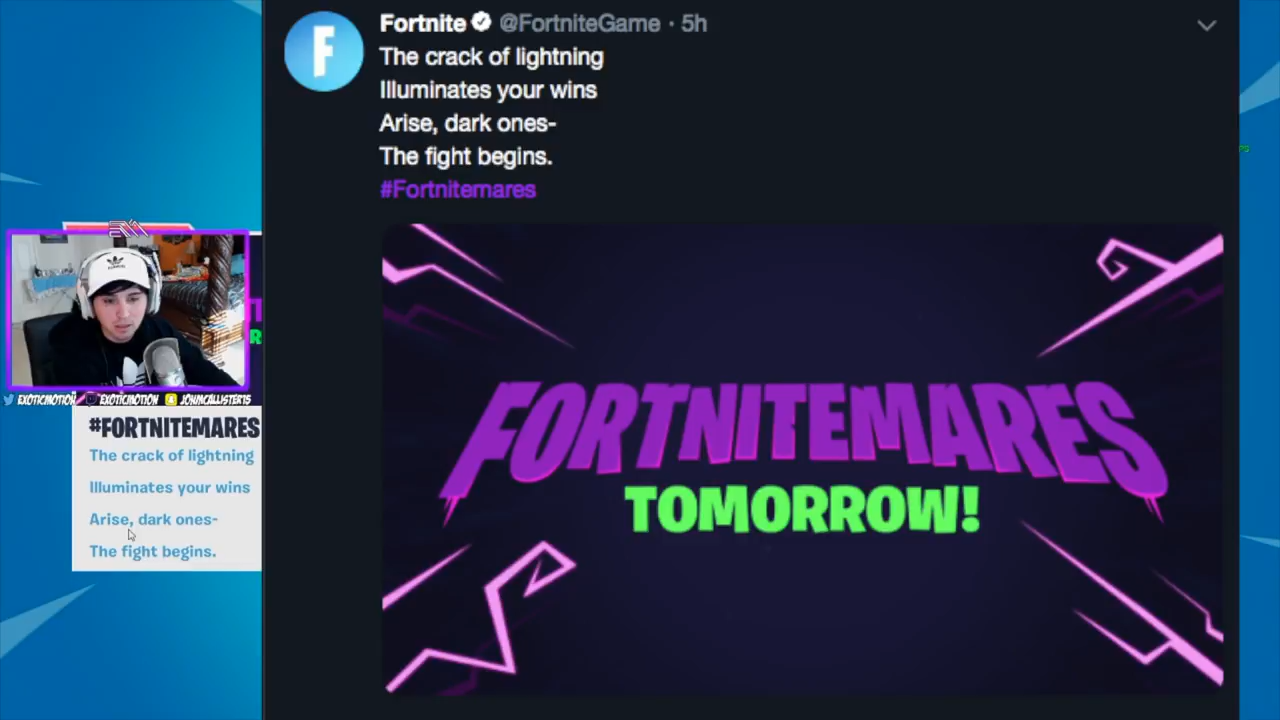 Fortnite @FortniteGame · 5h
The crack of lightning
Illuminates your wins
Arise, dark ones-
The fight begins.
#Fortnitemares
FORTNITEMARES
TOMORROW!
EXOTICMOTION EXOTICMOTION JONMCALLISTER15
#FORTNITEMARES
The crack of lightning
Illuminates your wins
Arise, dark ones-
The fight begins.